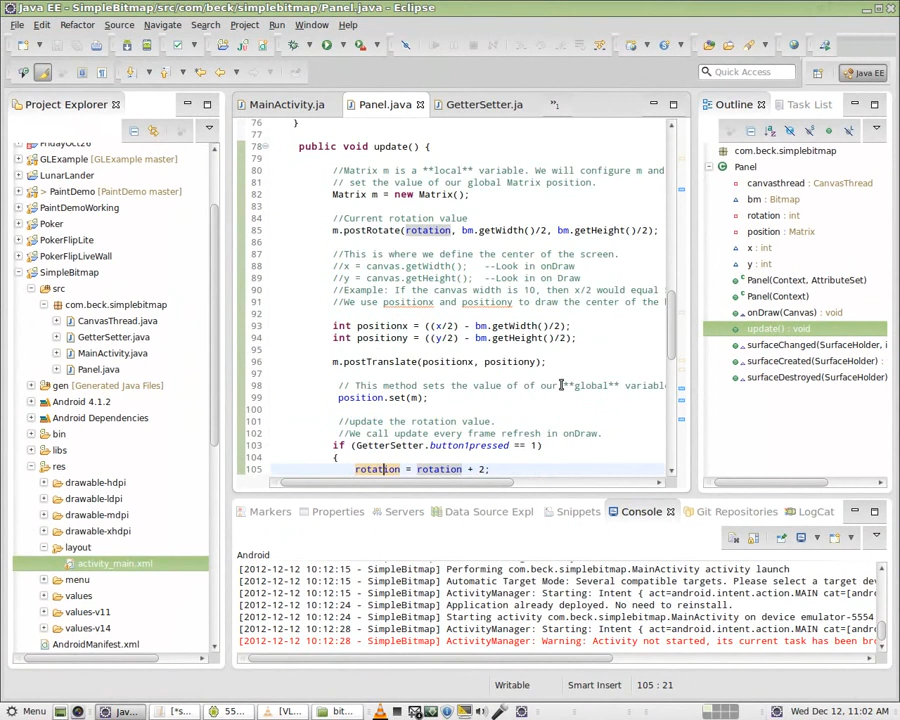 Java EE - SimpleBitmap/src/com/beck/simplebitmap/Panel.java - Eclipse
File Edit Refactor Source Navigate Search Project Run Window Help
Quick Access
Java EE
Project Explorer
FridayOct26
GLExample [GLExample master]
LunarLander
> PaintDemo [PaintDemo master]
PaintDemoWorking
Poker
PokerFlipLite
PokerFlipLiveWall
SimpleBitmap
src
com.beck.simplebitmap
CanvasThread.java
GetterSetter.java
MainActivity.java
Panel.java
gen [Generated Java Files]
Android 4.1.2
Android Dependencies
bin
libs
res
drawable-hdpi
drawable-ldpi
drawable-mdpi
drawable-xhdpi
layout
activity_main.xml
menu
values
values-v11
values-v14
AndroidManifest.xml
MainActivity.ja Panel.java GetterSetter.ja »1
76 }
77
78 public void update() {
79
80 //Matrix m is a **local** variable. We will configure m and
81 // set the value of our global Matrix position.
82 Matrix m = new Matrix();
83
84 //Current rotation value
85 m.postRotate(rotation, bm.getWidth()/2, bm.getHeight()/2);
86
87 //This is where we define the center of the screen.
88 //x = canvas.getWidth(); --Look in onDraw
89 //y = canvas.getHeight(); --Look in on Draw
90 //Example: If the canvas width is 10, then x/2 would equal
91 //We use positionx and positiony to draw the center of the
92
93 int positionx = ((x/2) - bm.getWidth()/2);
94 int positiony = ((y/2) - bm.getHeight()/2);
95
96 m.postTranslate(positionx, positiony);
97
98 // This method sets the value of of our **global** variable
99 position.set(m);
100
101 //update the rotation value.
102 //We call update every frame refresh in onDraw.
103 if (GetterSetter.button1pressed == 1)
104 {
105 rotation = rotation + 2;
Outline Task List
com.beck.simplebitmap
Panel
canvasthread : CanvasThread
bm : Bitmap
rotation : int
position : Matrix
x : int
y : int
Panel(Context, AttributeSet)
Panel(Context)
onDraw(Canvas) : void
update() : void
surfaceChanged(SurfaceHolder, i
surfaceCreated(SurfaceHolder)
surfaceDestroyed(SurfaceHolder)
Markers Properties Servers Data Source Expl Snippets Console Git Repositories LogCat
Android
[2012-12-12 10:12:15 - SimpleBitmap] Performing com.beck.simplebitmap.MainActivity activity launch
[2012-12-12 10:12:15 - SimpleBitmap] Automatic Target Mode: Several compatible targets. Please select a target dev
[2012-12-12 10:12:15 - SimpleBitmap] ActivityManager: Starting: Intent { act=android.intent.action.MAIN cat=[andro
[2012-12-12 10:12:24 - SimpleBitmap] Application already deployed. No need to reinstall.
[2012-12-12 10:12:24 - SimpleBitmap] Starting activity com.beck.simplebitmap.MainActivity on device emulator-5554
[2012-12-12 10:12:28 - SimpleBitmap] ActivityManager: Starting: Intent { act=android.intent.action.MAIN cat=[andro
[2012-12-12 10:12:28 - SimpleBitmap] ActivityManager: Warning: Activity not started, its current task has been bro
Writable Smart Insert 105 : 21
Menu Jav... [*s... 55... [VL... bit... Wed Dec 12, 11:02 AM